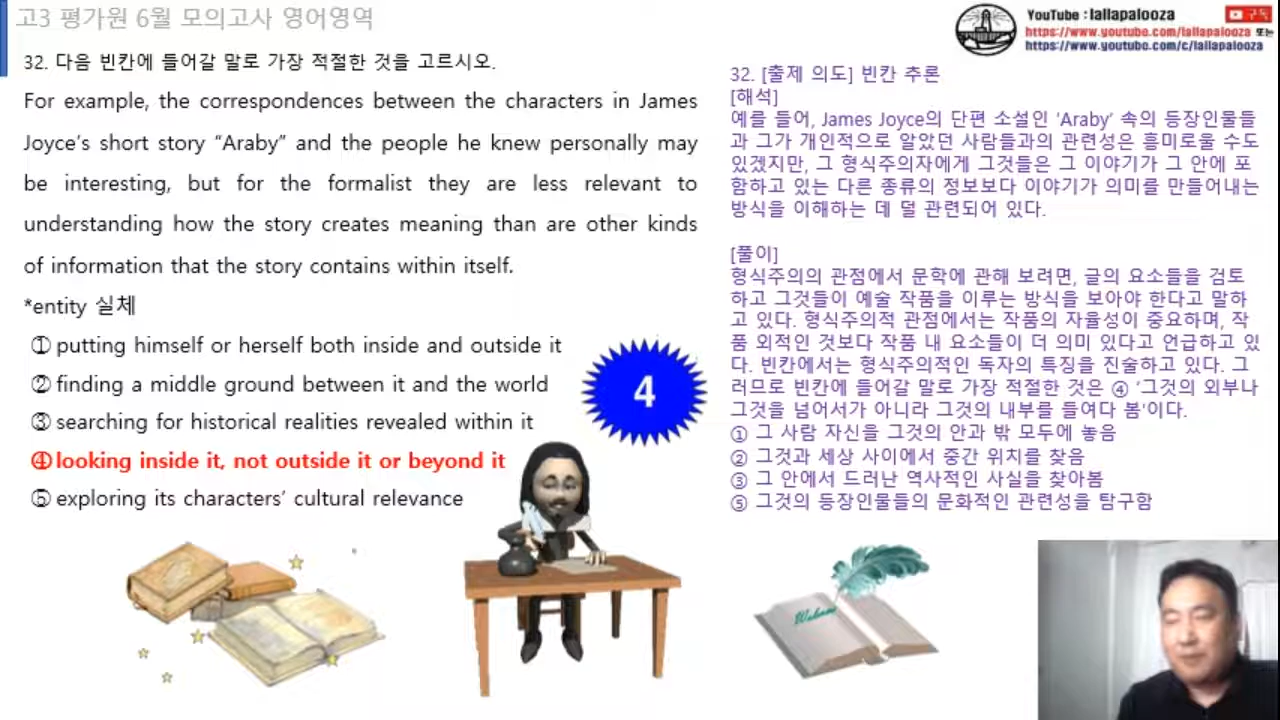 고3 평가원 6월 모의고사 영어영역
YouTube : lallapalooza
구독
https://www.youtube.com/lallapalooza 또는
https://www.youtube.com/c/lallapalooza
32. 다음 빈칸에 들어갈 말로 가장 적절한 것을 고르시오.
For example, the correspondences between the characters in James
Joyce's short story “Araby” and the people he knew personally may
be interesting, but for the formalist they are less relevant to
understanding how the story creates meaning than are other kinds
of information that the story contains within itself.
*entity 실체
① putting himself or herself both inside and outside it
② finding a middle ground between it and the world
③ searching for historical realities revealed within it
④ looking inside it, not outside it or beyond it
⑤ exploring its characters' cultural relevance
4
32. [출제 의도] 빈칸 추론
[해석]
예를 들어, James Joyce의 단편 소설인 'Araby' 속의 등장인물들
과 그가 개인적으로 알았던 사람들과의 관련성은 흥미로울 수도
있겠지만, 그 형식주의자에게 그것들은 그 이야기가 그 안에 포
함하고 있는 다른 종류의 정보보다 이야기가 의미를 만들어내는
방식을 이해하는 데 덜 관련되어 있다.
[풀이]
형식주의의 관점에서 문학에 관해 보려면, 글의 요소들을 검토
하고 그것들이 예술 작품을 이루는 방식을 보아야 한다고 말하
고 있다. 형식주의적 관점에서는 작품의 자율성이 중요하며, 작
품 외적인 것보다 작품 내 요소들이 더 의미 있다고 언급하고 있
다. 빈칸에서는 형식주의적인 독자의 특징을 진술하고 있다. 그
러므로 빈칸에 들어갈 말로 가장 적절한 것은 ④ '그것의 외부나
그것을 넘어서가 아니라 그것의 내부를 들여다 봄'이다.
① 그 사람 자신을 그것의 안과 밖 모두에 놓음
② 그것과 세상 사이에서 중간 위치를 찾음
③ 그 안에서 드러난 역사적인 사실을 찾아봄
⑤ 그것의 등장인물들의 문화적인 관련성을 탐구함